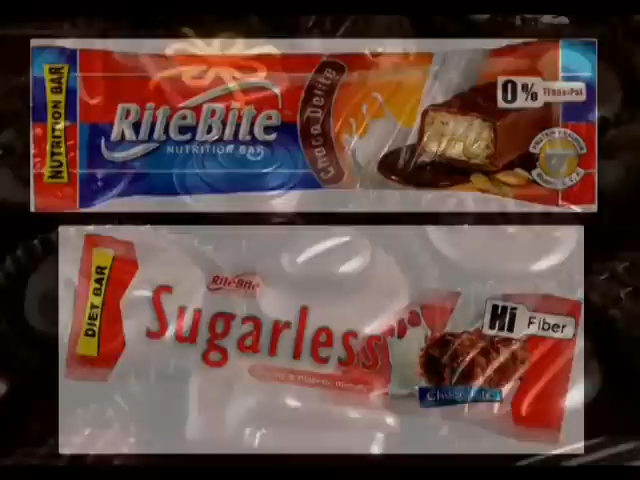 NUTRITION BAR
RiteBite
NUTRITION BAR
Choco Delite
0% Trans-Fat
DIET BAR
RiteBite
Sugarless
Hi Fiber